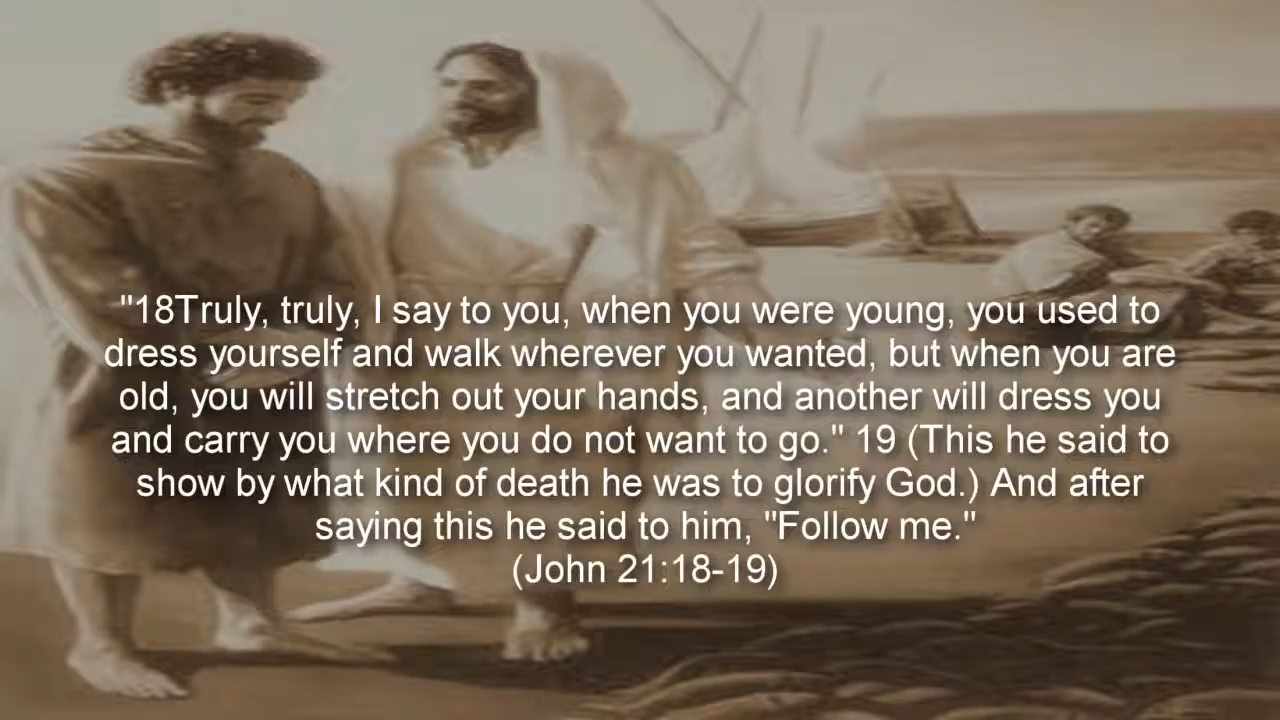 "18Truly, truly, I say to you, when you were young, you used to
dress yourself and walk wherever you wanted, but when you are
old, you will stretch out your hands, and another will dress you
and carry you where you do not want to go." 19 (This he said to
show by what kind of death he was to glorify God.) And after
saying this he said to him, "Follow me."
(John 21:18-19)